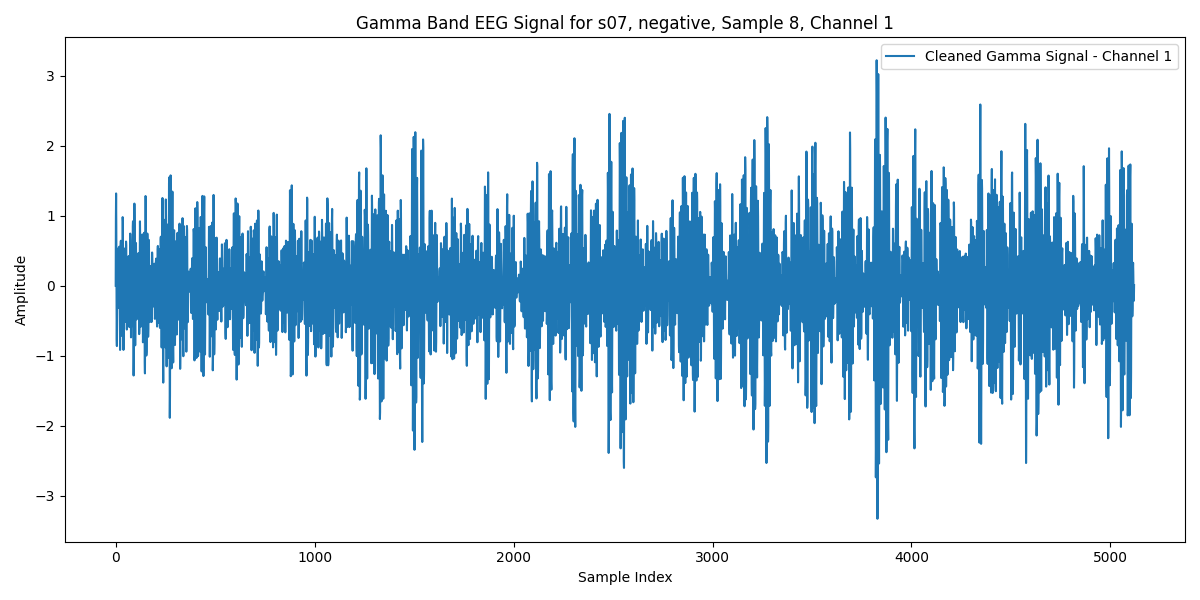 Gamma Band EEG Signal for s07, negative, Sample 8, Channel 1
Cleaned Gamma Signal - Channel 1
3
2
1
0
−1
−2
−3
Amplitude
0 1000 2000 3000 4000 5000
Sample Index